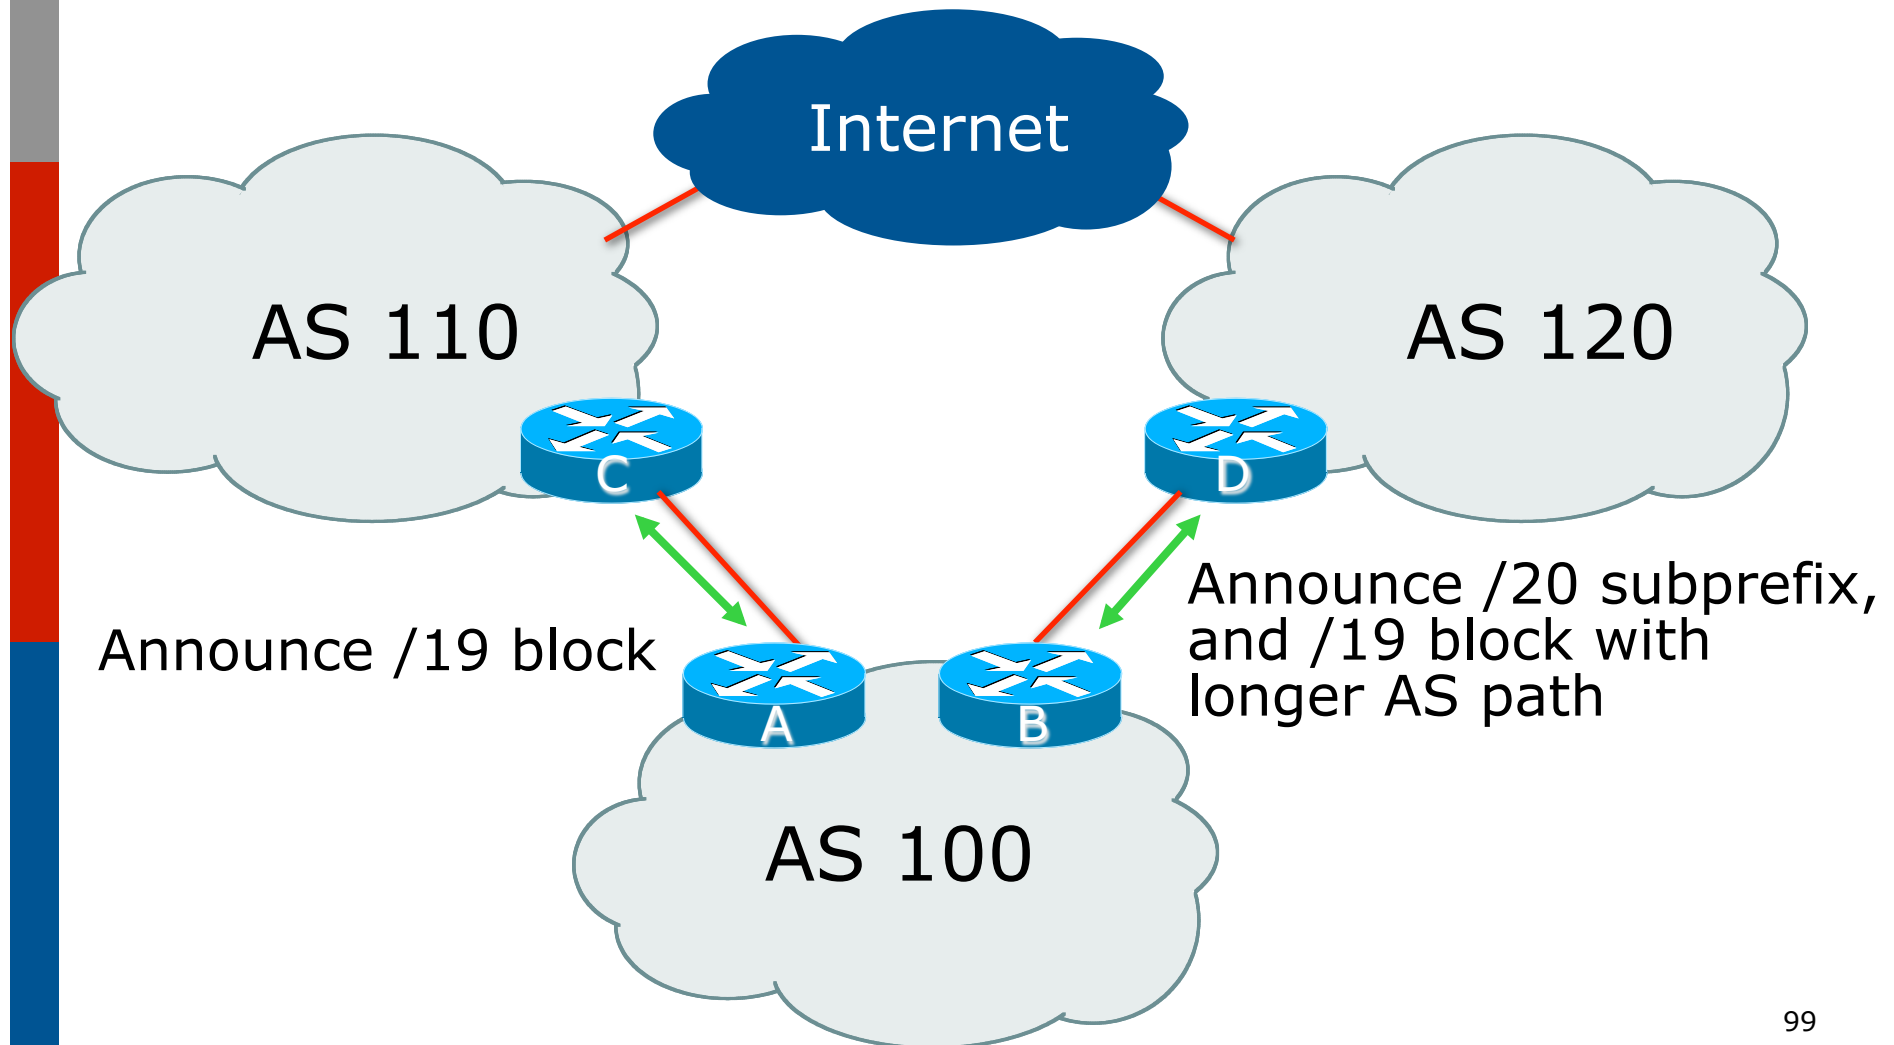 Internet
AS 110
AS 120
C
D
Announce /20 subprefix,
and /19 block with
longer AS path
Announce /19 block
A
B
AS 100
99